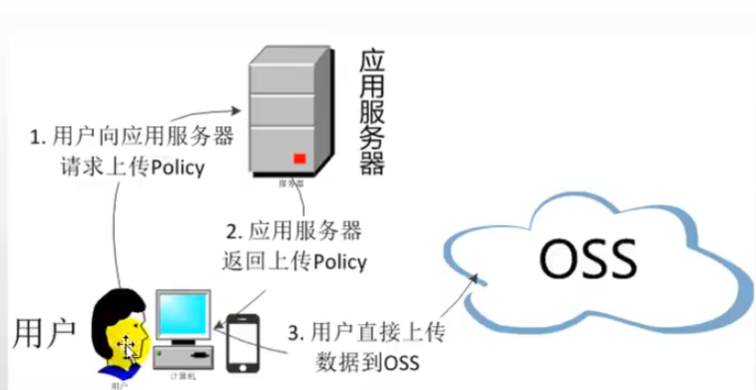 应用服务器
1. 用户向应用服务器
请求上传Policy
服务器
2. 应用服务器
返回上传Policy
OSS
用户
3. 用户直接上传
数据到OSS
计算机
用户